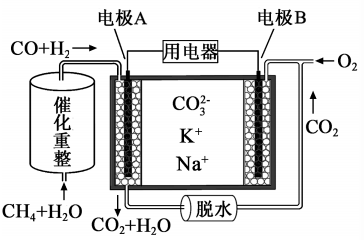 电极A
电极B
CO+H₂
用电器
O₂
催化重整
CO₃²⁻
K⁺
Na⁺
CO₂
CH₄+H₂O
CO₂+H₂O
脱水